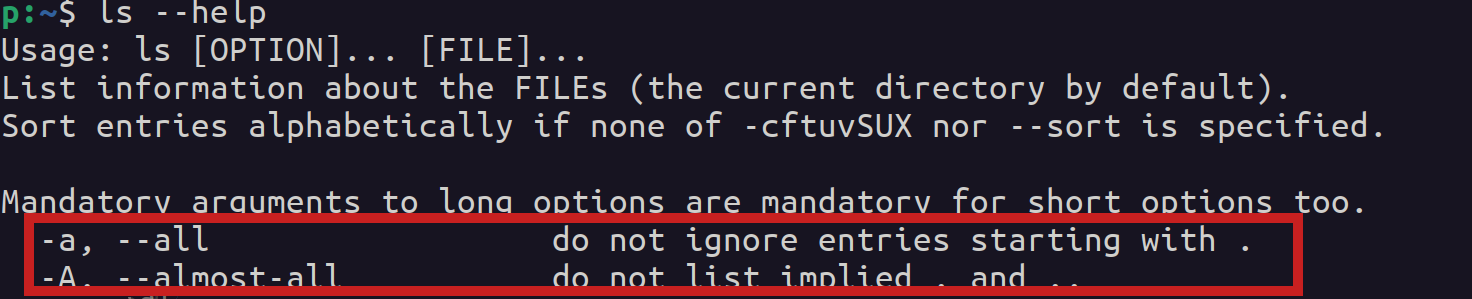 p:~$ ls --help
Usage: ls [OPTION]... [FILE]...
List information about the FILEs (the current directory by default).
Sort entries alphabetically if none of -cftuvSUX nor --sort is specified.
Mandatory arguments to long options are mandatory for short options too.
-a, --all                  do not ignore entries starting with .
-A, --almost-all           do not list implied . and ..